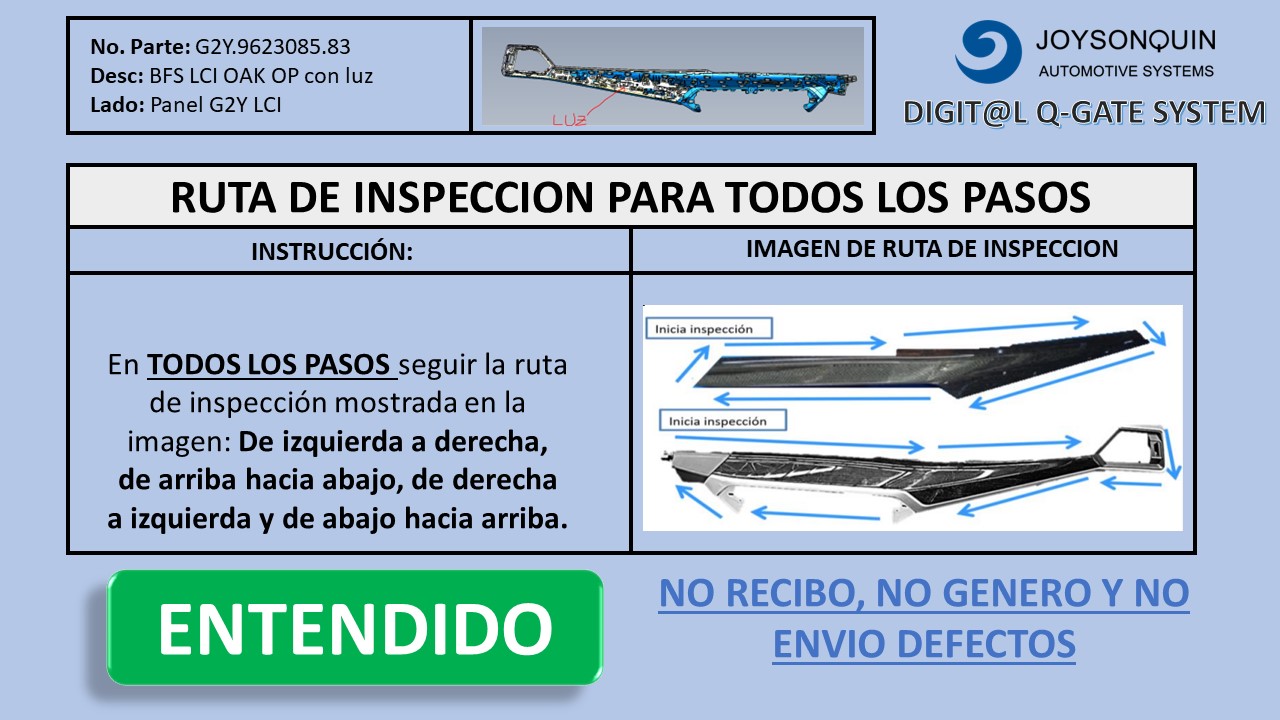 No. Parte: G2Y.9623085.83
Desc: BFS LCI OAK OP con luz
Lado: Panel G2Y LCI
LUZ
JOYSONQUIN
AUTOMOTIVE SYSTEMS
DIGIT@L Q-GATE SYSTEM
RUTA DE INSPECCION PARA TODOS LOS PASOS
INSTRUCCIÓN:
IMAGEN DE RUTA DE INSPECCION
En TODOS LOS PASOS seguir la ruta
de inspección mostrada en la
imagen: De izquierda a derecha,
de arriba hacia abajo, de derecha
a izquierda y de abajo hacia arriba.
Inicia inspección
Inicia inspección
ENTENDIDO
NO RECIBO, NO GENERO Y NO
ENVIO DEFECTOS